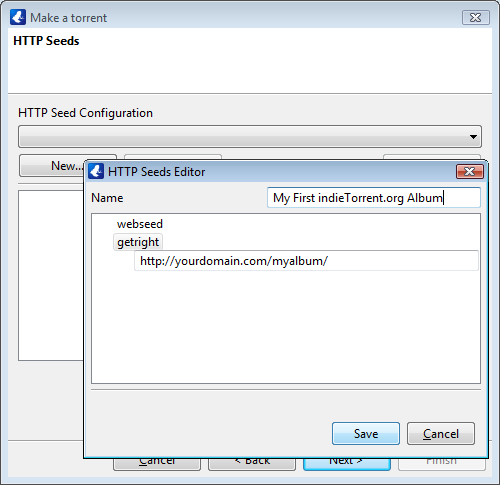 Make a torrent
HTTP Seeds
HTTP Seed Configuration
New...
HTTP Seeds Editor
Name
My First indieTorrent.org Album
webseed
getright
http://yourdomain.com/myalbum/
Save
Cancel
Cancel
< Back
Next >
Finish